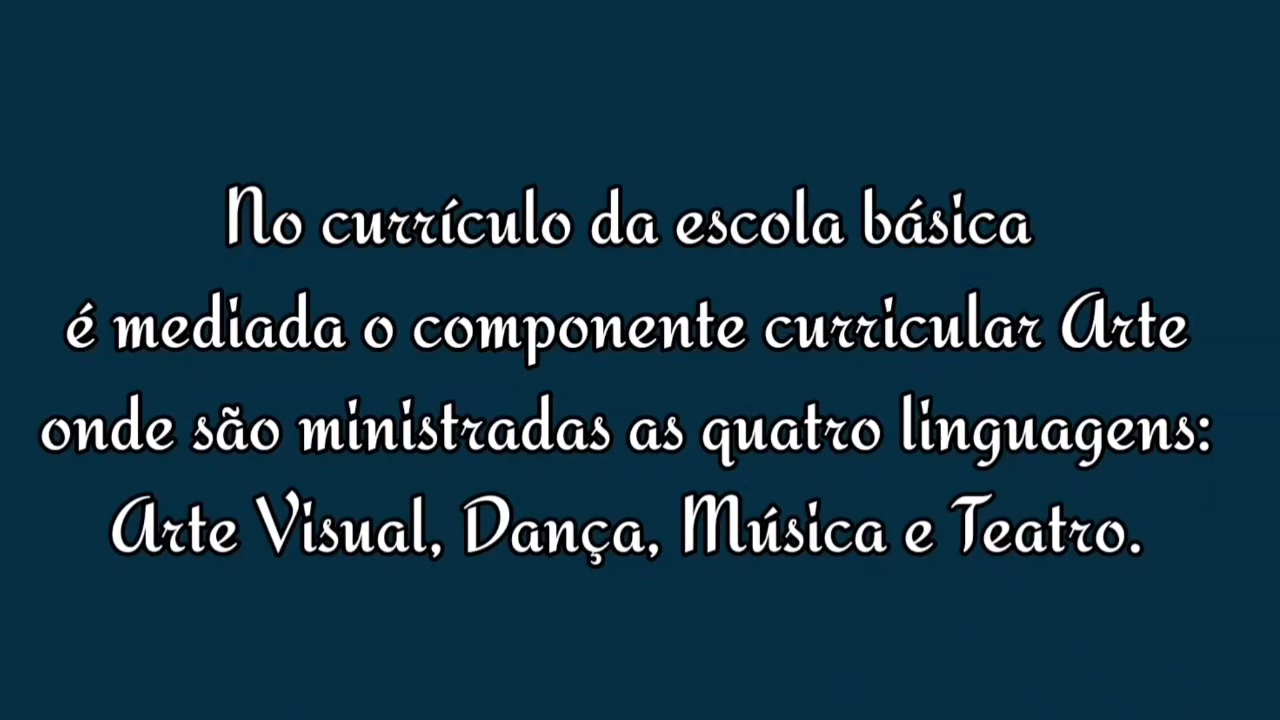 No currículo da escola básica
é mediada o componente curricular Arte
onde são ministradas as quatro linguagens:
Arte Visual, Dança, Música e Teatro.